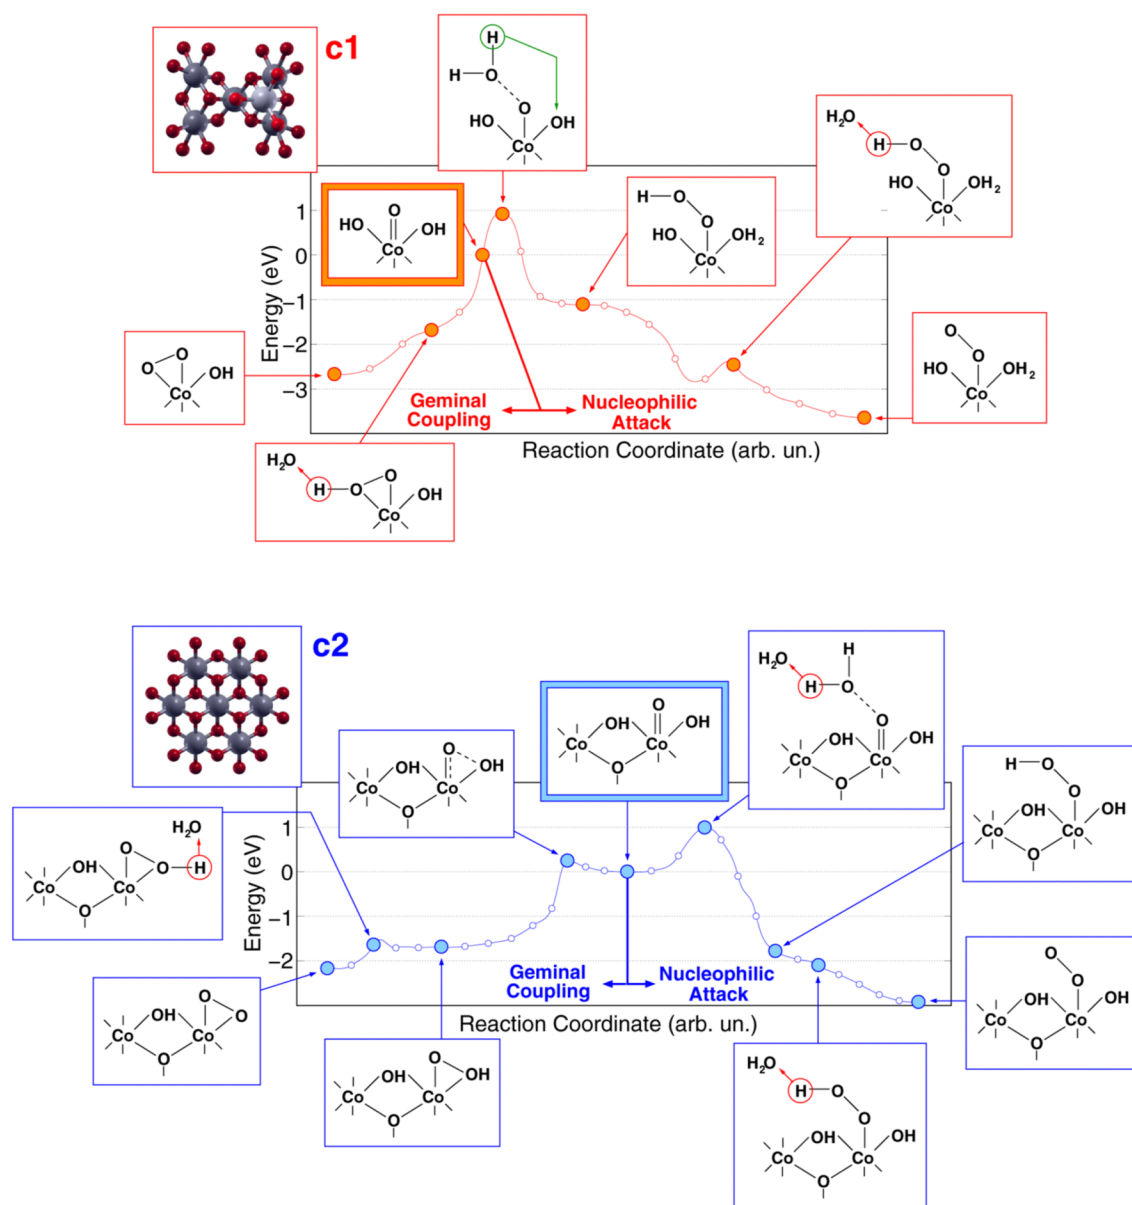 c1
H
H O
O
HO OH
Co
H₂O
H O
O
HO OH₂
Co
O
HO OH
Co
H O
O
HO OH₂
Co
Energy (eV)
1
0
−1
−2
−3
O
O
OH
Co
O
O
HO OH₂
Co
Geminal Coupling
Nucleophilic Attack
Reaction Coordinate (arb. un.)
H₂O
H O O
OH
Co
c2
H
H₂O
H O
O
OH OH
Co Co
O
O
OH OH
Co Co
O
O
OH OH
Co Co
O
H O
O
OH OH
Co Co
O
H₂O
O
OH O H
Co Co
O
Energy (eV)
1
0
−1
−2
O
O
OH OH
Co Co
O
Geminal Coupling
Nucleophilic Attack
O
OH O
Co Co
O
Reaction Coordinate (arb. un.)
O
OH OH
Co Co
O
H₂O
H O
O
OH OH
Co Co
O